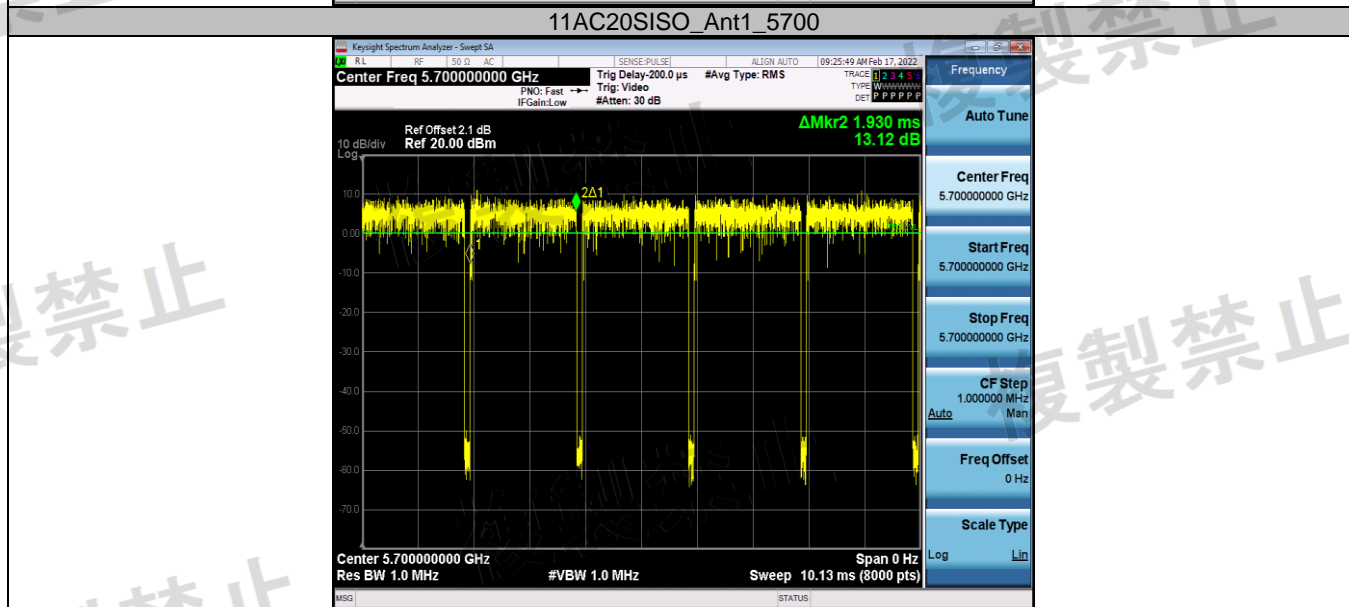 11AC20SISO_Ant1_5700
Keysight Spectrum Analyzer - Swept SA
RL RF 50 Ω AC SENSE:PULSE ALIGN AUTO 09:25:49 AM Feb 17, 2022
Center Freq 5.700000000 GHz
PNO: Fast
IFGain:Low
Trig Delay-200.0 µs
Trig: Video
#Atten: 30 dB
#Avg Type: RMS
TRACE 1 2 3 4 5 6
TYPE WWWWWW
DET P P P P P P
Ref Offset 2.1 dB
Ref 20.00 dBm
10 dB/div
Log
ΔMkr2 1.930 ms
13.12 dB
10.0
0.00
-10.0
-20.0
-30.0
-40.0
-50.0
-60.0
-70.0
2Δ1
1
Center 5.700000000 GHz
Span 0 Hz
Res BW 1.0 MHz
#VBW 1.0 MHz
Sweep 10.13 ms (8000 pts)
MSG
STATUS
Frequency
Auto Tune
Center Freq
5.700000000 GHz
Start Freq
5.700000000 GHz
Stop Freq
5.700000000 GHz
CF Step
1.000000 MHz
Auto Man
Freq Offset
0 Hz
Scale Type
Log Lin
複製禁止
複製禁止
複製禁止